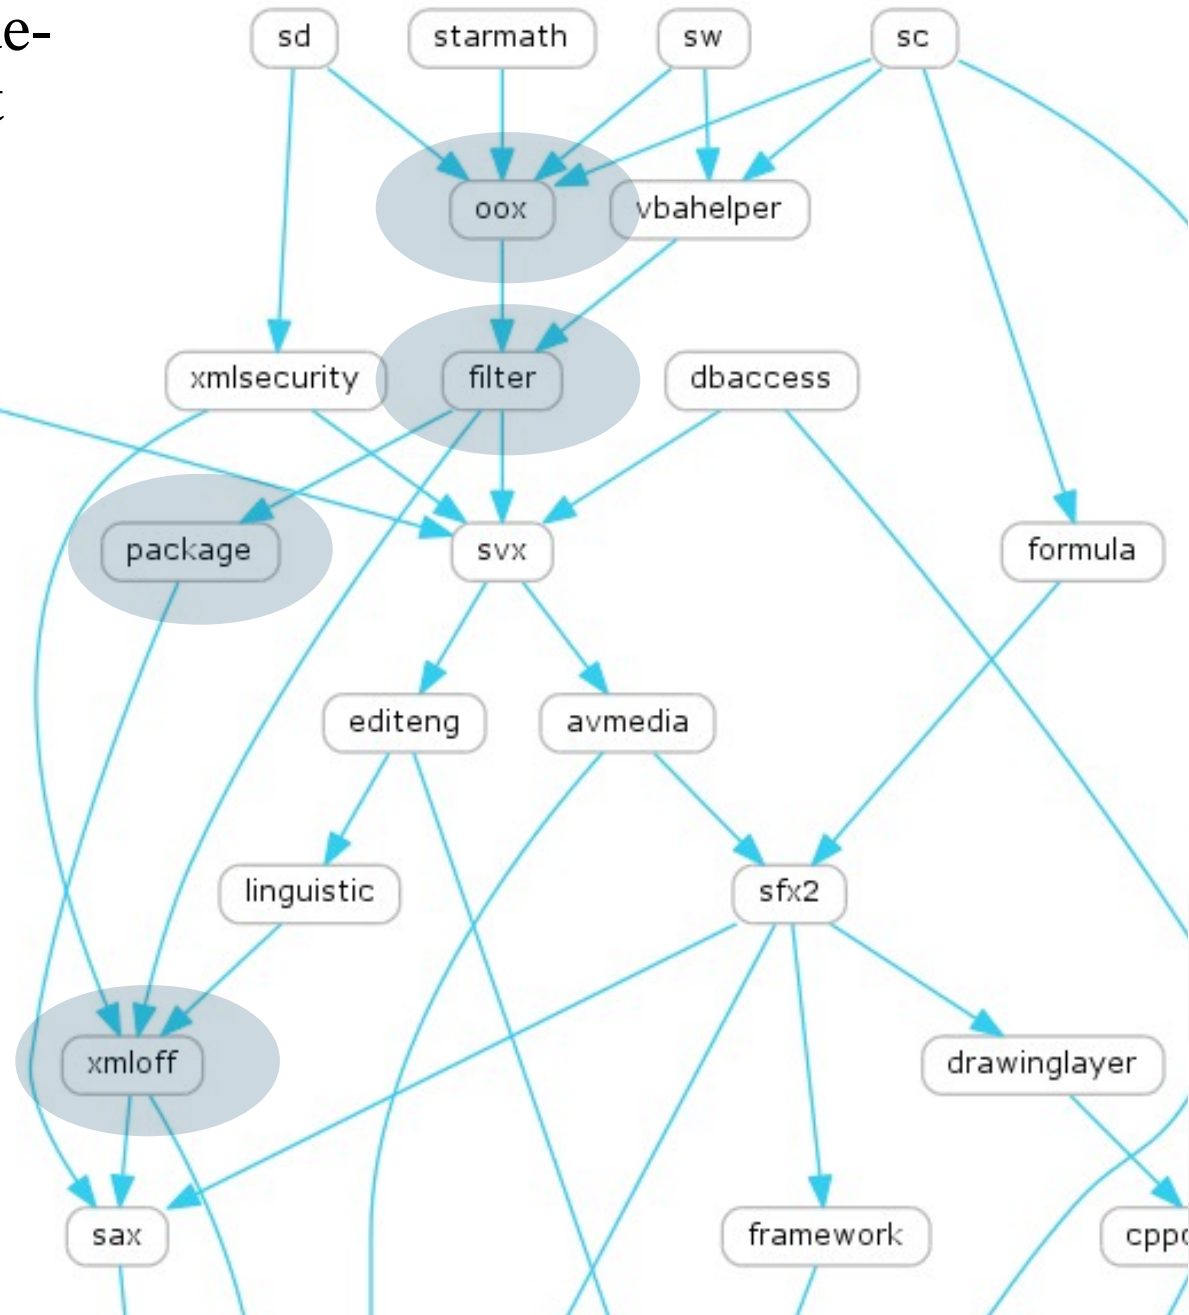 sd starmath sw sc
oox vbahelper
xmlsecurity filter dbaccess
package svx formula
editeng avmedia
linguistic sfx2
xmloff drawinglayer
sax framework